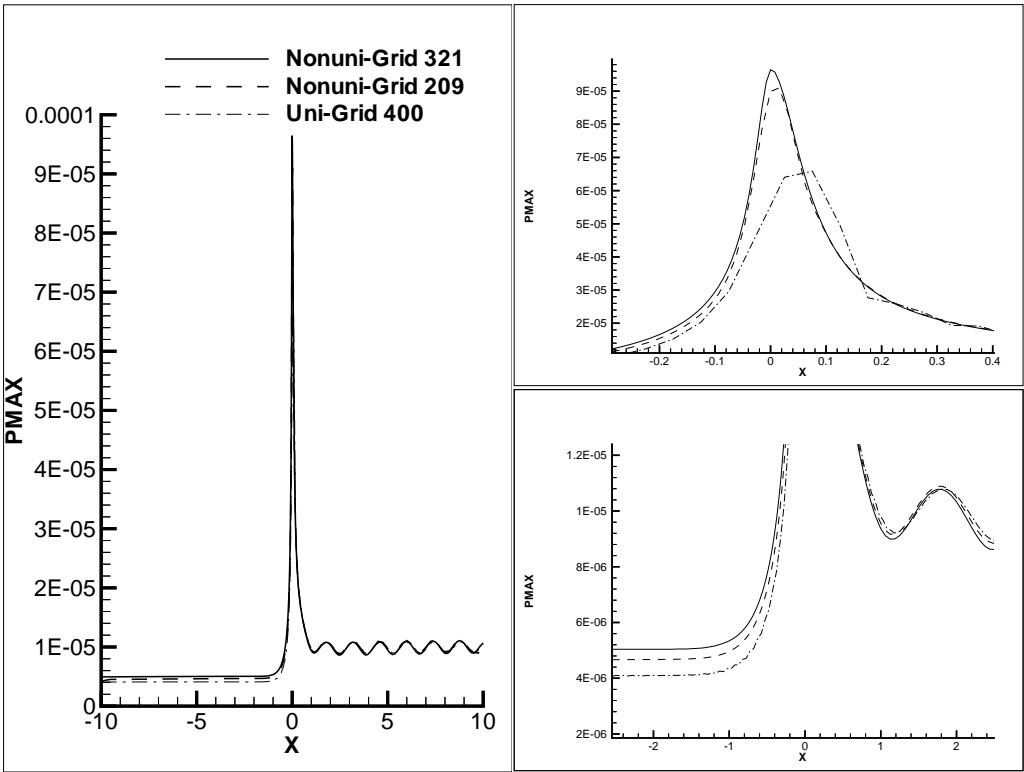 Nonuni-Grid 321
Nonuni-Grid 209
Uni-Grid 400
0.0001
9E-05
8E-05
7E-05
6E-05
5E-05
4E-05
3E-05
2E-05
1E-05
0
PMAX
-10
-5
0
5
10
X
9E-05
8E-05
7E-05
6E-05
5E-05
4E-05
3E-05
2E-05
PMAX
-0.2
-0.1
0
0.1
0.2
0.3
0.4
X
1.2E-05
1E-05
8E-06
6E-06
4E-06
2E-06
PMAX
-2
-1
0
1
2
X